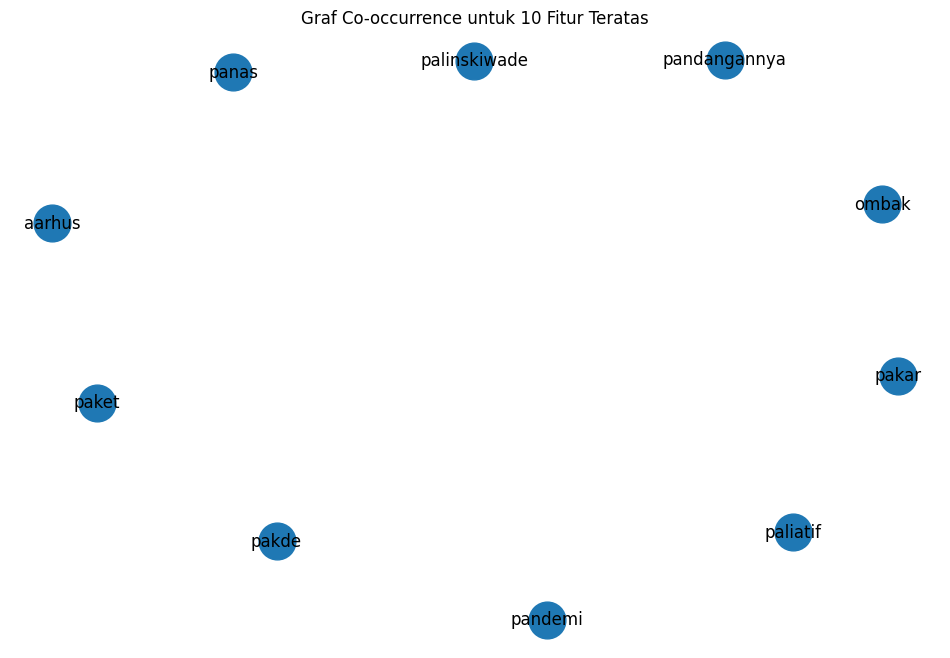 Graf Co-occurrence untuk 10 Fitur Teratas
panas
palinskiwade
pandangannya
aarhus
ombak
paket
pakar
pakde
paliatif
pandemi